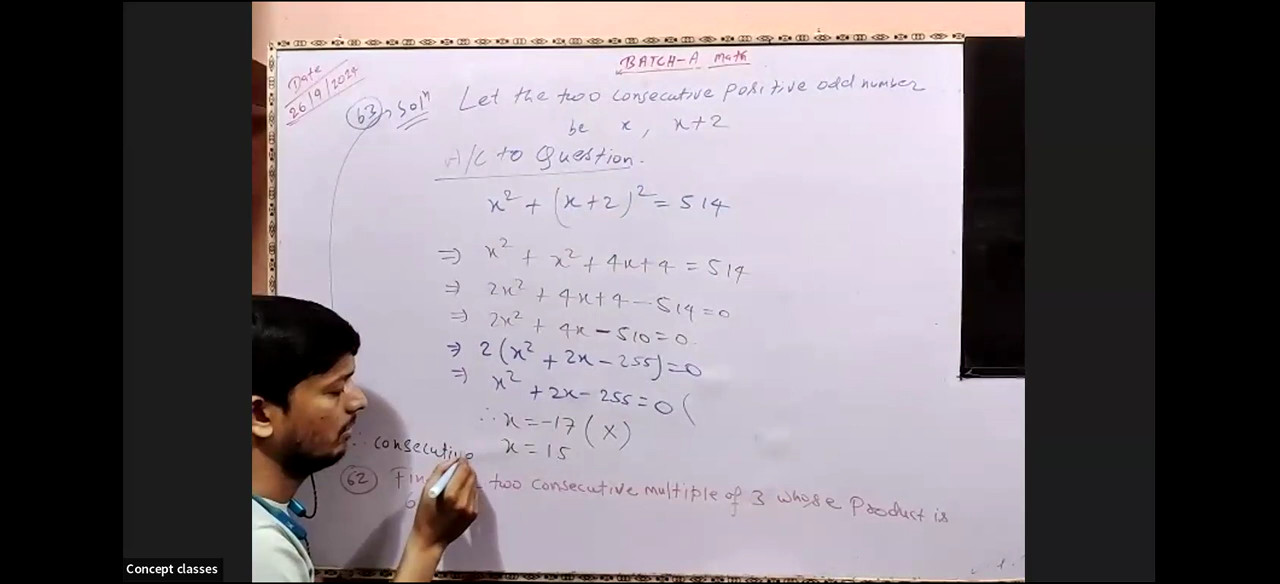 BATCH-A Math
Date
26/9/2024
63 → Solⁿ Let the two consecutive positive odd number
be x, x+2
A/C to Question.
x² + (x+2)² = 514
⇒ x² + x² + 4x+4 = 514
⇒ 2x² + 4x+4-514=0
⇒ 2x² + 4x-510=0.
⇒ 2(x² + 2x-255)=0
⇒ x² + 2x-255=0 (
∴ x=-17 (X)
x = 15
∴ consecutive
62 two consecutive multiple of 3 whose product is
6
Concept classes